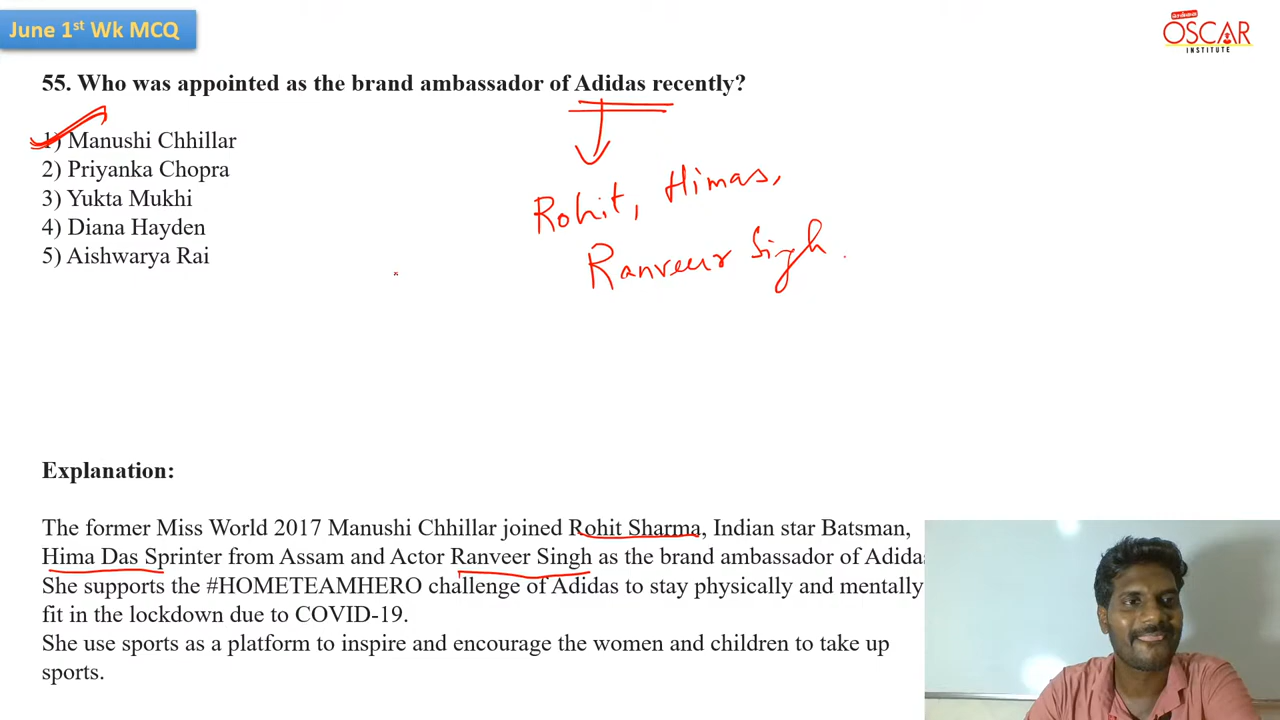 June 1st Wk MCQ
சென்னை
OSCAR
INSTITUTE
55. Who was appointed as the brand ambassador of Adidas recently?
1) Manushi Chhillar
2) Priyanka Chopra
3) Yukta Mukhi
4) Diana Hayden
5) Aishwarya Rai
Rohit, Himas,
Ranveer Singh.
Explanation:
The former Miss World 2017 Manushi Chhillar joined Rohit Sharma, Indian star Batsman,
Hima Das Sprinter from Assam and Actor Ranveer Singh as the brand ambassador of Adidas
She supports the #HOMETEAMHERO challenge of Adidas to stay physically and mentally
fit in the lockdown due to COVID-19.
She use sports as a platform to inspire and encourage the women and children to take up
sports.